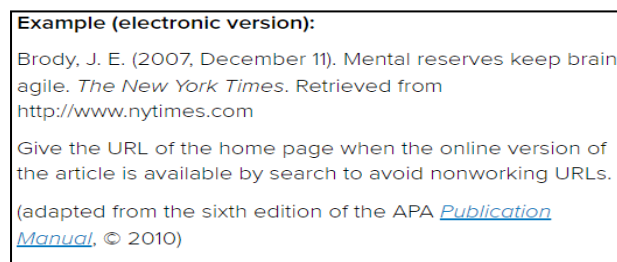 Example (electronic version):
Brody, J. E. (2007, December 11). Mental reserves keep brain
agile. The New York Times. Retrieved from
http://www.nytimes.com
Give the URL of the home page when the online version of
the article is available by search to avoid nonworking URLs.
(adapted from the sixth edition of the APA Publication
Manual, © 2010)